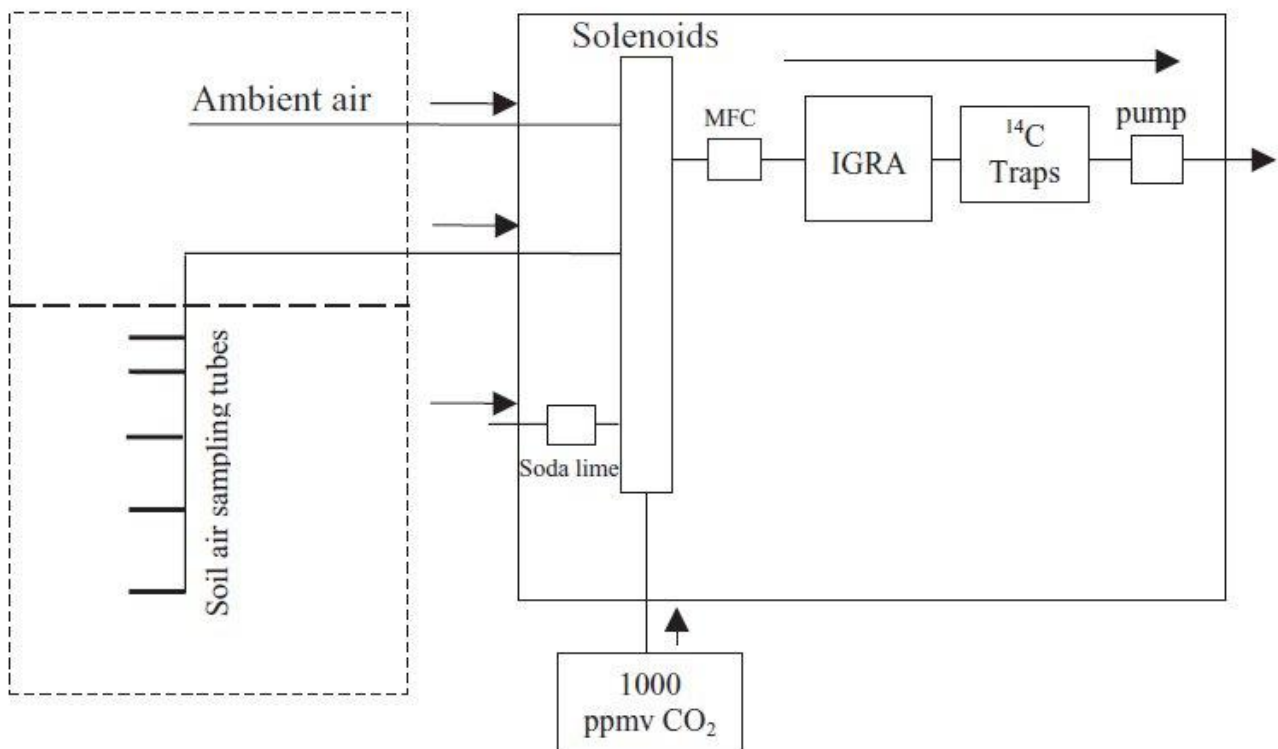 Solenoids
Ambient air
MFC
IGRA
¹⁴C
Traps
pump
Soda lime
Soil air sampling tubes
1000
ppmv CO₂